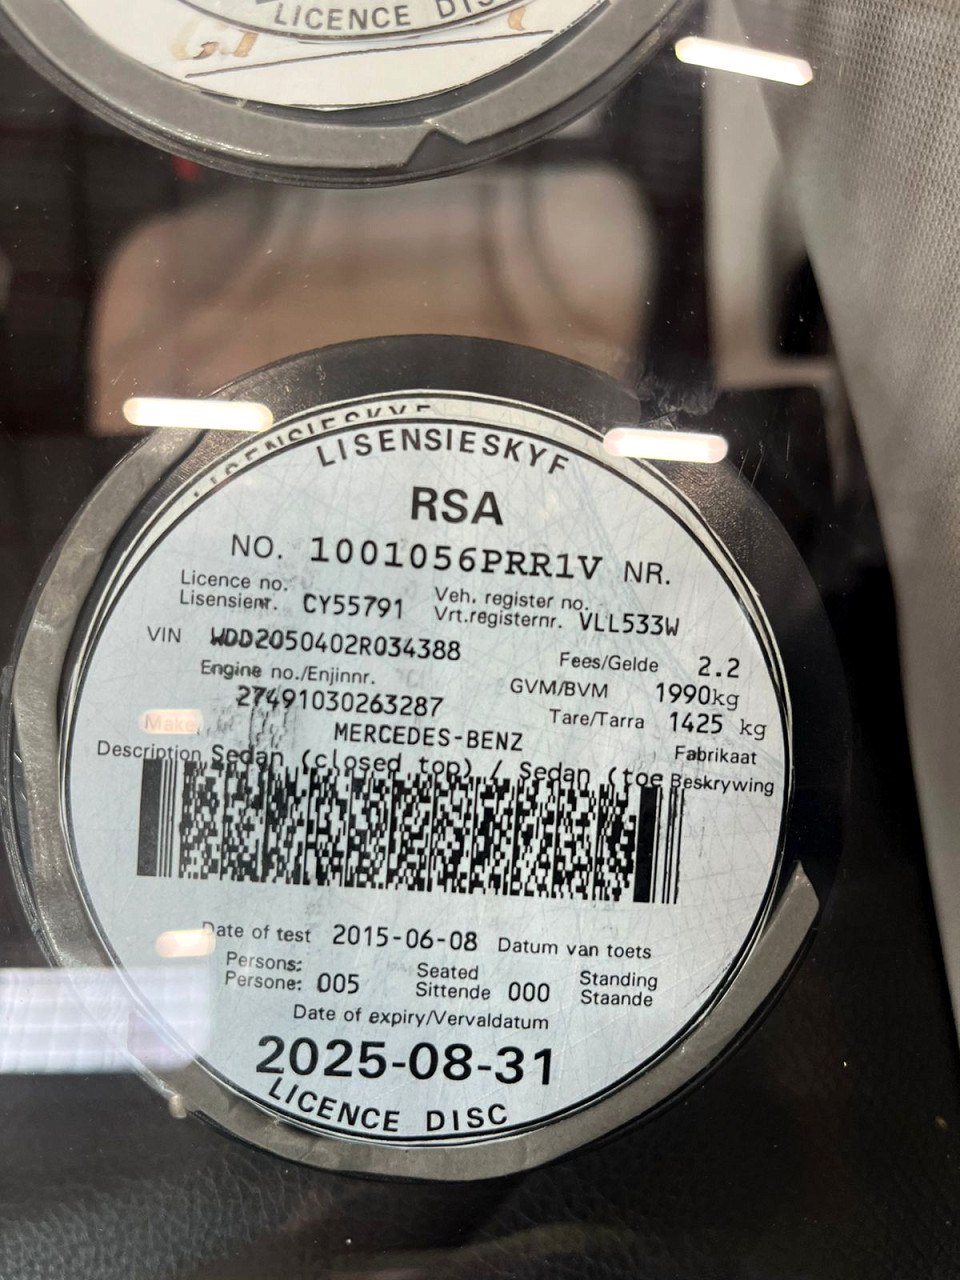 LICENCE DISC
LISENSIESKYF
LISENSIESKYF
RSA
NO. 1001056PRR1V NR.
Licence no.
Lisensienr. CY55791
Veh. register no.
Vrt.registernr. VLL533W
VIN WDD2050402R034388
Fees/Gelde 2.2
Engine no./Enjinnr.
27491030263287
GVM/BVM 1990kg
Tare/Tarra 1425 kg
Make MERCEDES-BENZ Fabrikaat
Description Sedan (closed top) / Sedan (toe Beskrywing
Date of test 2015-06-08 Datum van toets
Persons:
Persone: 005
Seated
Sittende 000
Standing
Staande
Date of expiry/Vervaldatum
2025-08-31
LICENCE DISC